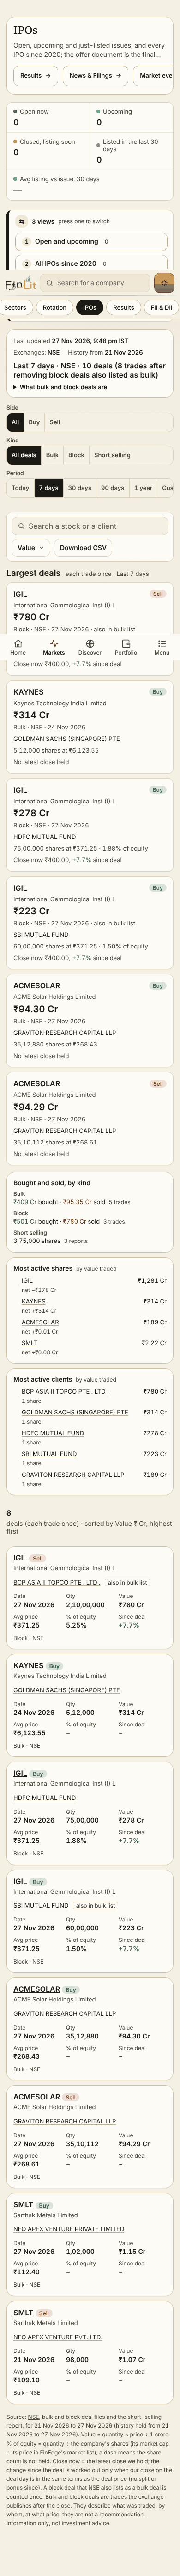 IPOs
Open, upcoming and just-listed issues, and every
IPO since 2020; the offer document is the final...
Results →
News & Filings →
Market eve
Open now
0
Upcoming
0
Closed, listing soon
0
Listed in the last 30
days
0
Avg listing vs issue, 30 days
—
3 views press one to switch
1 Open and upcoming 0
2 All IPOs since 2020 0
Search for a company
Sectors
Rotation
IPOs
Results
FII & DII
Last updated 27 Nov 2026, 9:48 pm IST
Exchanges: NSE History from 21 Nov 2026
Last 7 days · NSE · 10 deals (8 trades after
removing block deals also listed as bulk)
▶ What bulk and block deals are
Side
All Buy Sell
Kind
All deals Bulk Block Short selling
Period
Today 7 days 30 days 90 days 1 year Cus
Search a stock or a client
Value
Download CSV
Largest deals each trade once · Last 7 days
IGIL Sell
International Gemmological Inst (I) L
₹780 Cr
Block · NSE · 27 Nov 2026 · also in bulk list
Home
Markets
Discover
Portfolio
Menu
Close now ₹400.00, +7.7% since deal
KAYNES Buy
Kaynes Technology India Limited
₹314 Cr
Bulk · NSE · 24 Nov 2026
GOLDMAN SACHS (SINGAPORE) PTE
5,12,000 shares at ₹6,123.55
No latest close held
IGIL Buy
International Gemmological Inst (I) L
₹278 Cr
Block · NSE · 27 Nov 2026
HDFC MUTUAL FUND
75,00,000 shares at ₹371.25 · 1.88% of equity
Close now ₹400.00, +7.7% since deal
IGIL Buy
International Gemmological Inst (I) L
₹223 Cr
Block · NSE · 27 Nov 2026 · also in bulk list
SBI MUTUAL FUND
60,00,000 shares at ₹371.25 · 1.50% of equity
Close now ₹400.00, +7.7% since deal
ACMESOLAR Buy
ACME Solar Holdings Limited
₹94.30 Cr
Bulk · NSE · 27 Nov 2026
GRAVITON RESEARCH CAPITAL LLP
35,12,880 shares at ₹268.43
No latest close held
ACMESOLAR Sell
ACME Solar Holdings Limited
₹94.29 Cr
Bulk · NSE · 27 Nov 2026
GRAVITON RESEARCH CAPITAL LLP
35,10,112 shares at ₹268.61
No latest close held
Bought and sold, by kind
Bulk
₹409 Cr bought · ₹95.35 Cr sold 5 trades
Block
₹501 Cr bought · ₹780 Cr sold 3 trades
Short selling
3,75,000 shares 3 reports
Most active shares by value traded
IGIL ₹1,281 Cr
net −₹278 Cr
KAYNES ₹314 Cr
net +₹314 Cr
ACMESOLAR ₹189 Cr
net +₹0.01 Cr
SMLT ₹2.22 Cr
net +₹0.08 Cr
Most active clients by value traded
BCP ASIA II TOPCO PTE . LTD . ₹780 Cr
1 share
GOLDMAN SACHS (SINGAPORE) PTE ₹314 Cr
1 share
HDFC MUTUAL FUND ₹278 Cr
1 share
SBI MUTUAL FUND ₹223 Cr
1 share
GRAVITON RESEARCH CAPITAL LLP ₹189 Cr
1 share
8
deals (each trade once) · sorted by Value ₹ Cr, highest
first
IGIL Sell
International Gemmological Inst (I) L
BCP ASIA II TOPCO PTE . LTD . also in bulk list
Date Qty Value
27 Nov 2026 2,10,00,000 ₹780 Cr
Avg price % of equity Since deal
₹371.25 5.25% +7.7%
Block · NSE
KAYNES Buy
Kaynes Technology India Limited
GOLDMAN SACHS (SINGAPORE) PTE
Date Qty Value
24 Nov 2026 5,12,000 ₹314 Cr
Avg price % of equity Since deal
₹6,123.55 – –
Bulk · NSE
IGIL Buy
International Gemmological Inst (I) L
HDFC MUTUAL FUND
Date Qty Value
27 Nov 2026 75,00,000 ₹278 Cr
Avg price % of equity Since deal
₹371.25 1.88% +7.7%
Block · NSE
IGIL Buy
International Gemmological Inst (I) L
SBI MUTUAL FUND also in bulk list
Date Qty Value
27 Nov 2026 60,00,000 ₹223 Cr
Avg price % of equity Since deal
₹371.25 1.50% +7.7%
Block · NSE
ACMESOLAR Buy
ACME Solar Holdings Limited
GRAVITON RESEARCH CAPITAL LLP
Date Qty Value
27 Nov 2026 35,12,880 ₹94.30 Cr
Avg price % of equity Since deal
₹268.43 – –
Bulk · NSE
ACMESOLAR Sell
ACME Solar Holdings Limited
GRAVITON RESEARCH CAPITAL LLP
Date Qty Value
27 Nov 2026 35,10,112 ₹94.29 Cr
Avg price % of equity Since deal
₹268.61 – –
Bulk · NSE
SMLT Buy
Sarthak Metals Limited
NEO APEX VENTURE PRIVATE LIMITED
Date Qty Value
27 Nov 2026 1,02,000 ₹1.15 Cr
Avg price % of equity Since deal
₹112.40 – –
Bulk · NSE
SMLT Sell
Sarthak Metals Limited
NEO APEX VENTURE PVT. LTD.
Date Qty Value
21 Nov 2026 98,000 ₹1.07 Cr
Avg price % of equity Since deal
₹109.10 – –
Bulk · NSE
Source: NSE, bulk and block deal files and the short-selling
report, for 21 Nov 2026 to 27 Nov 2026 (history held from 21
Nov 2026 to 27 Nov 2026). Value = quantity × price ÷ 1 crore.
% of equity = quantity ÷ the company's shares (its market cap
÷ its price in FinEdger's market list); a dash means the share
count is not held. Close now = the latest close we hold; the
change since the deal is worked out only when our close on the
deal day is in the same terms as the deal price (no split or
bonus since). A block deal that NSE also lists as a bulk deal is
counted once. Bulk and block deals are trades the exchange
publishes after the close. They describe what was traded, by
whom, at what price; they are not a recommendation.
Information only, not investment advice.